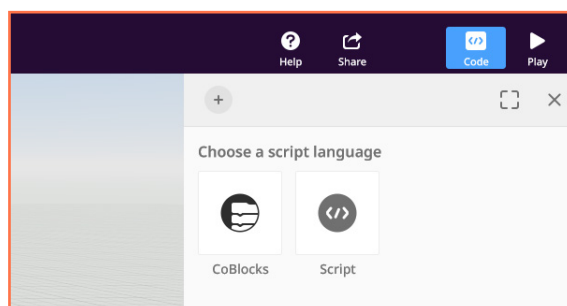 Help Share Code Play
Choose a script language
CoBlocks Script